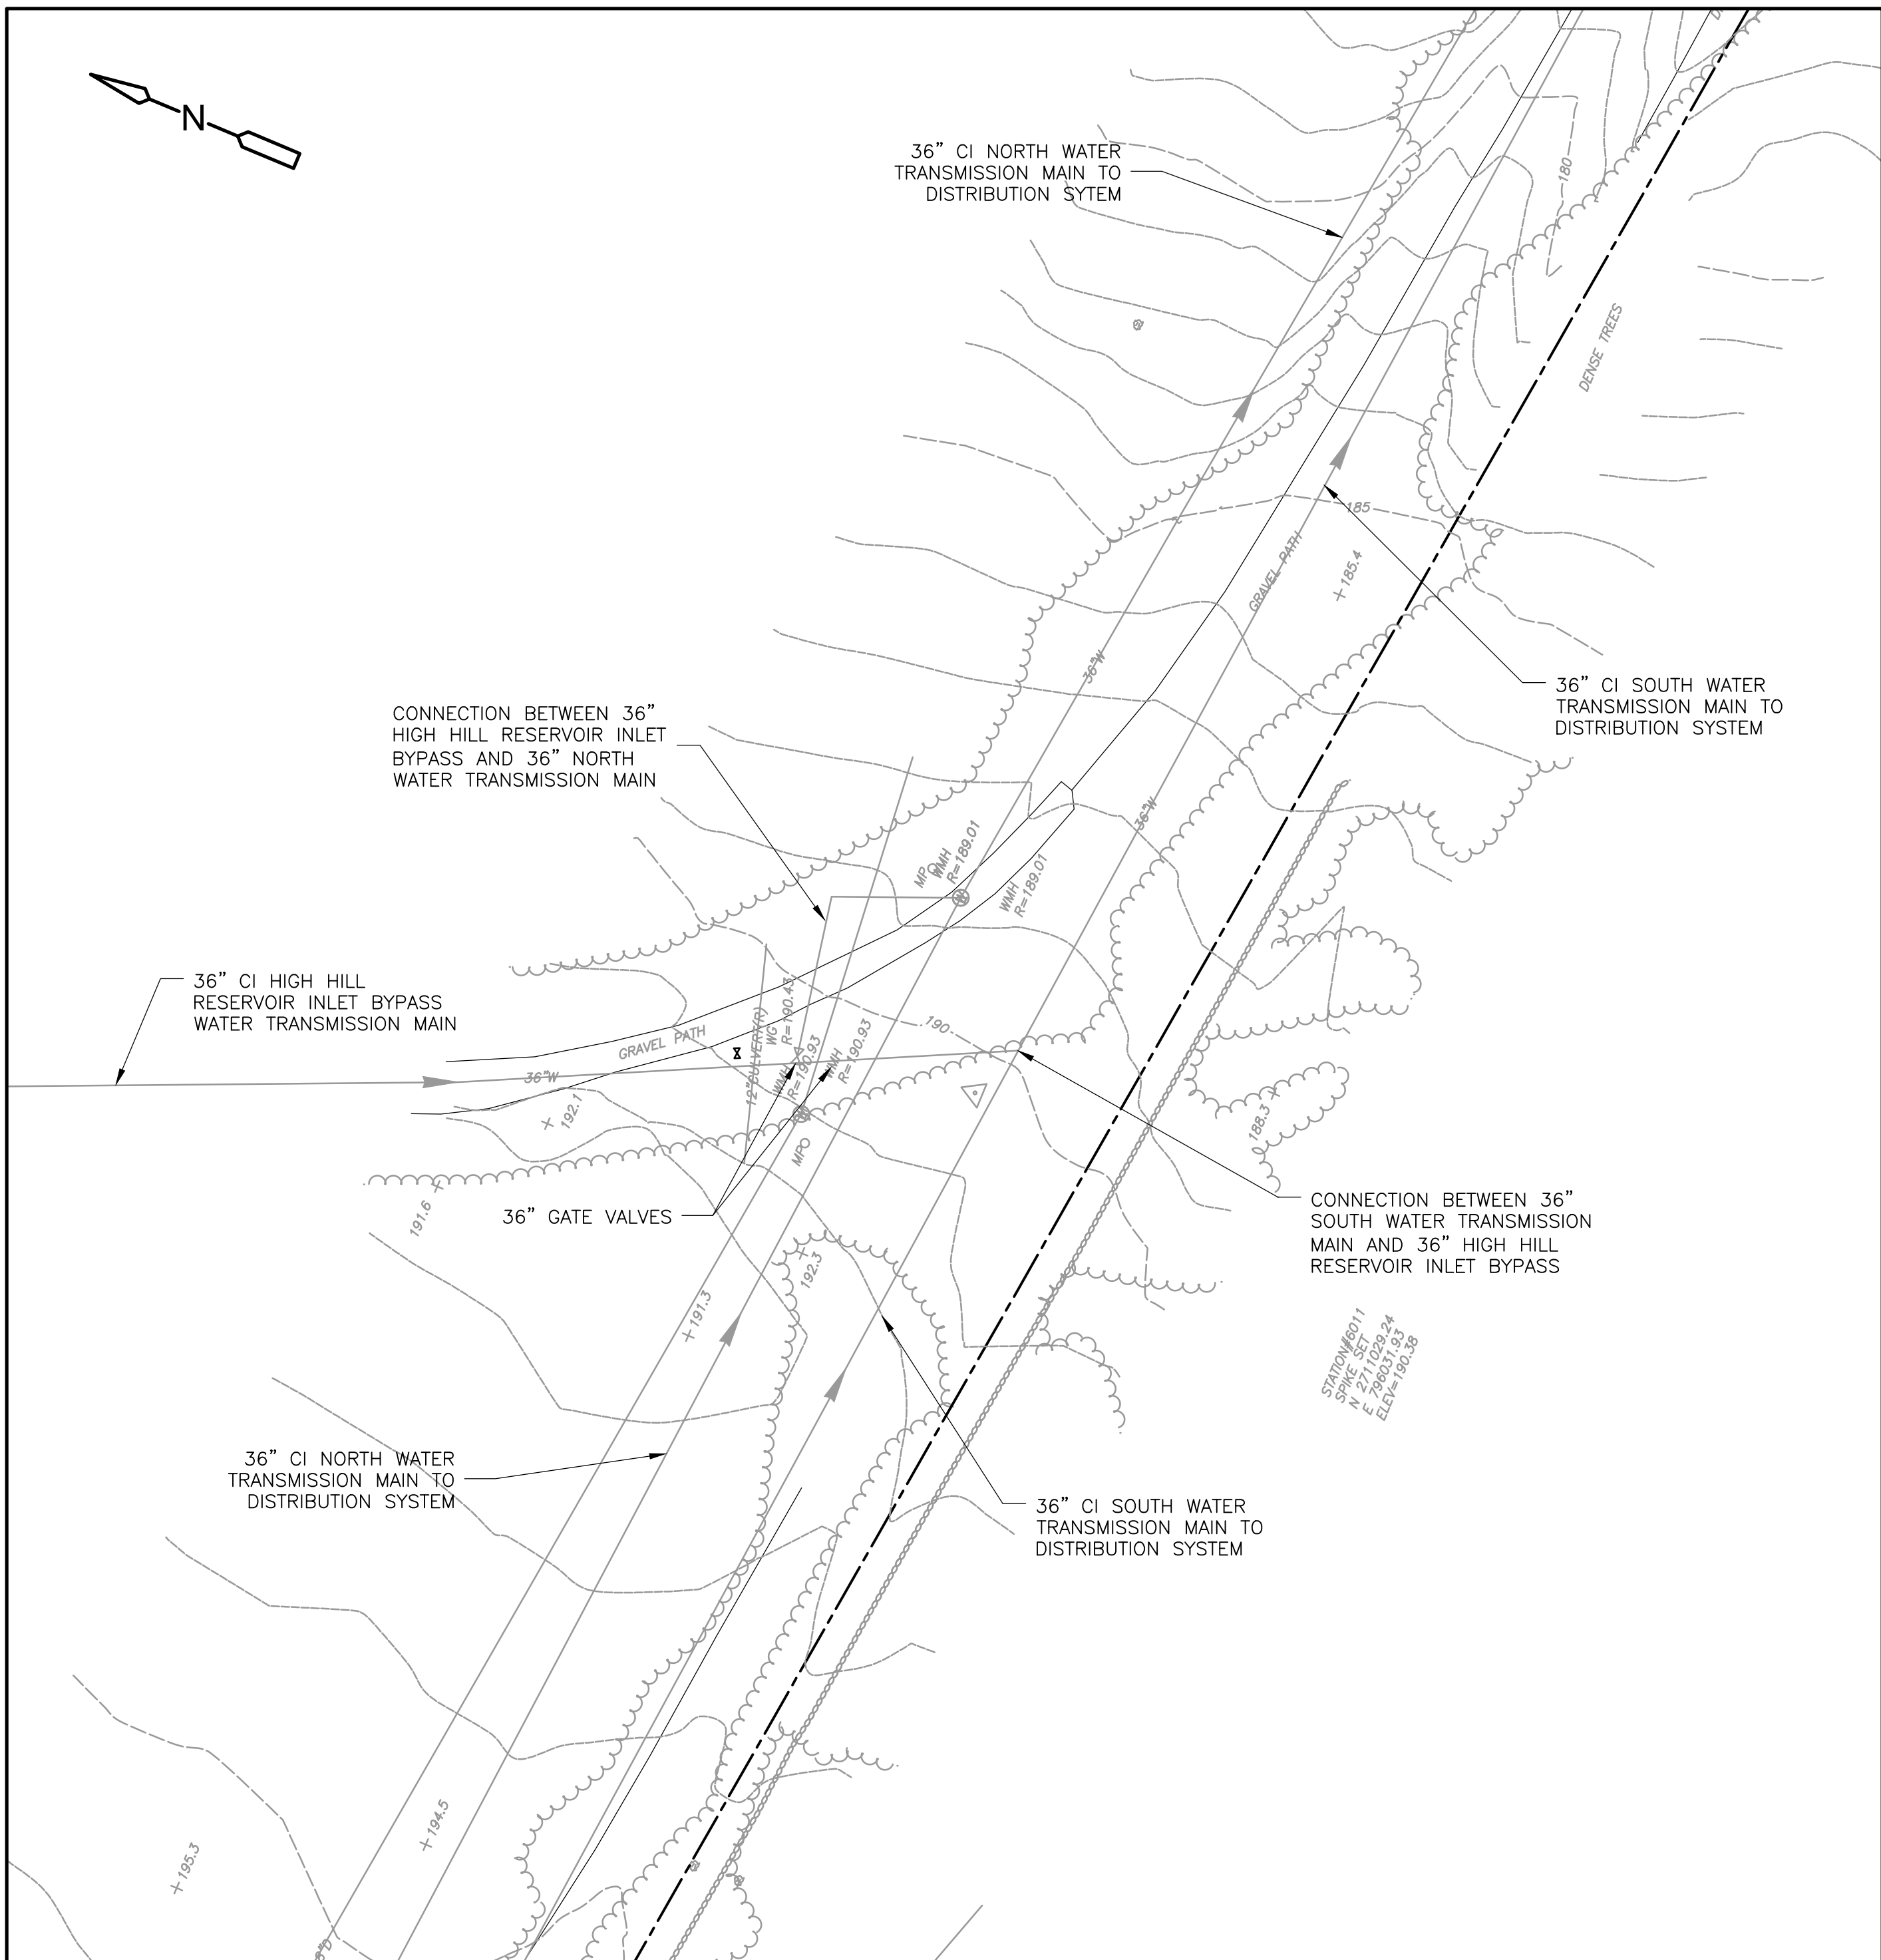 N
36" CI NORTH WATER
TRANSMISSION MAIN TO
DISTRIBUTION SYTEM
180
DENSE TREES
185
GRAVEL PATH
185.4
36"W
36" CI SOUTH WATER
TRANSMISSION MAIN TO
DISTRIBUTION SYSTEM
CONNECTION BETWEEN 36"
HIGH HILL RESERVOIR INLET
BYPASS AND 36" NORTH
WATER TRANSMISSION MAIN
36"W
MP
WMH
R=189.01
WMH
R=189.01
36" CI HIGH HILL
RESERVOIR INLET BYPASS
WATER TRANSMISSION MAIN
GRAVEL PATH
36"W
12"CULVERT(R)
WG
R=190.43
WMH
R=190.93
WMH
R=190.93
190
192.1
188.3
MP
191.6
36" GATE VALVES
CONNECTION BETWEEN 36"
SOUTH WATER TRANSMISSION
MAIN AND 36" HIGH HILL
RESERVOIR INLET BYPASS
192.3
191.3
STATION#6011
SPIKE SET
N 2711029.24
E 796031.93
ELEV=190.38
36" CI NORTH WATER
TRANSMISSION MAIN TO
DISTRIBUTION SYSTEM
36" CI SOUTH WATER
TRANSMISSION MAIN TO
DISTRIBUTION SYSTEM
194.5
195.3